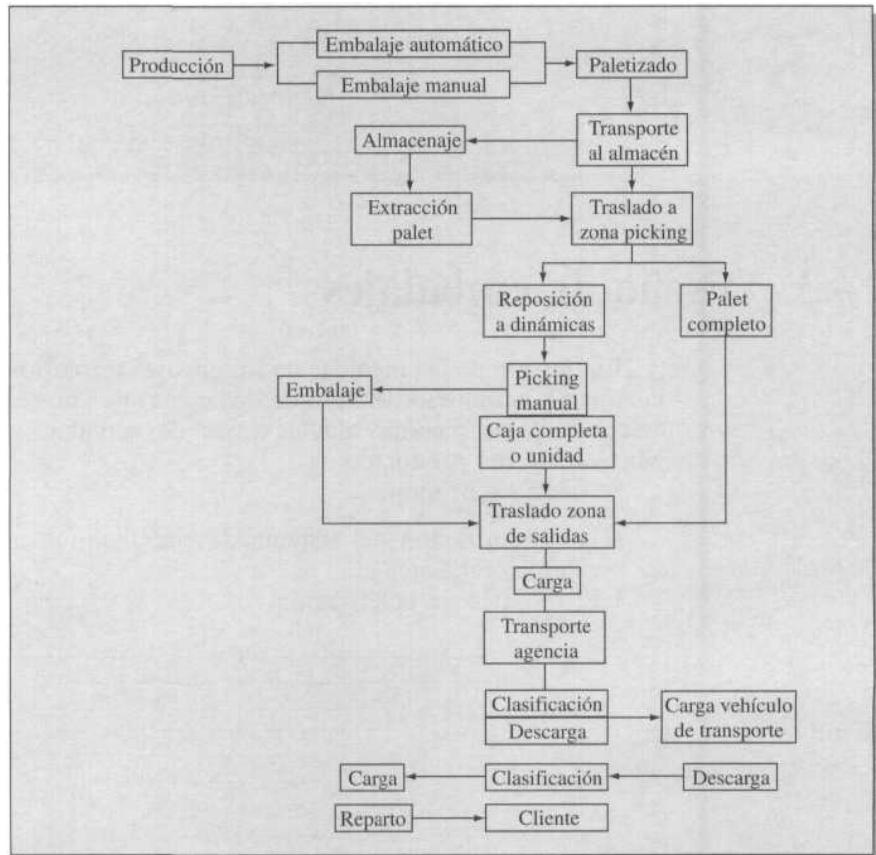 Producción
Embalaje automático
Embalaje manual
Paletizado
Almacenaje
Transporte
al almacén
Extracción
palet
Traslado a
zona picking
Reposición
a dinámicas
Palet
completo
Embalaje
Picking
manual
Caja completa
o unidad
Traslado zona
de salidas
Carga
Transporte
agencia
Clasificación
Descarga
Carga vehículo
de transporte
Carga
Clasificación
Descarga
Reparto
Cliente